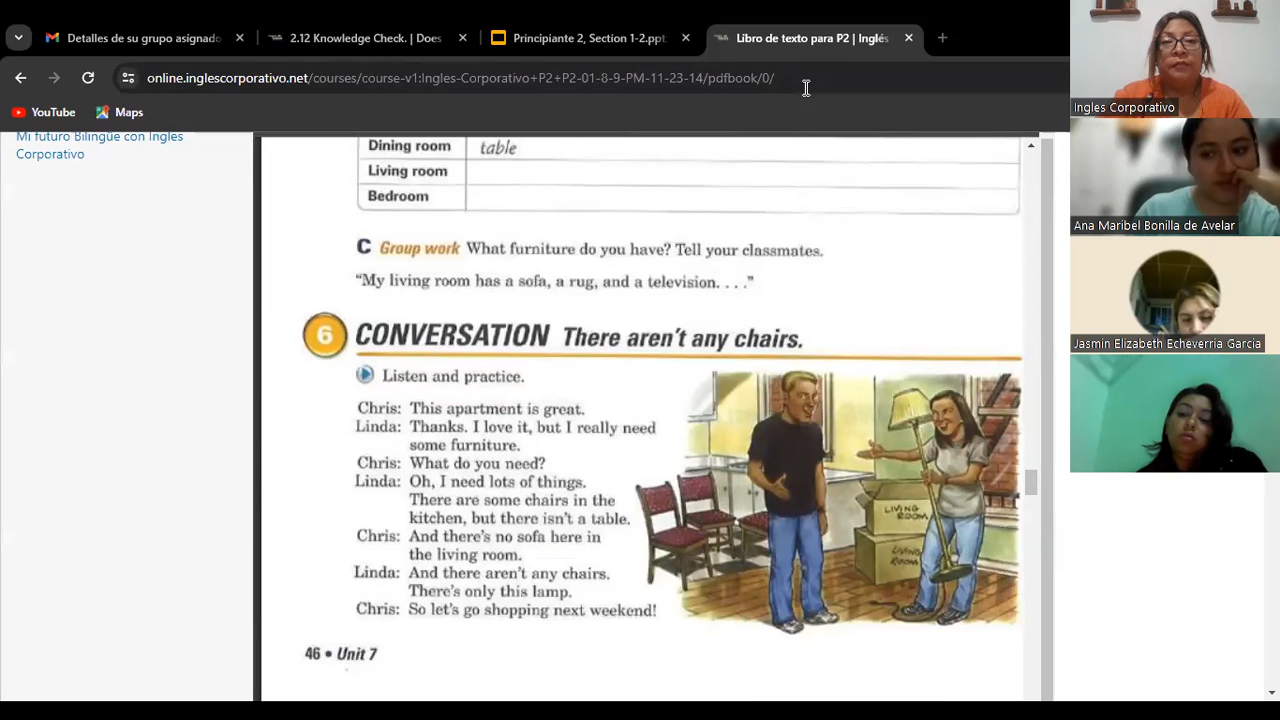 Detalles de su grupo asignado
2.12 Knowledge Check. | Does
Principiante 2, Section 1-2.ppt.
Libro de texto para P2 | Inglés
online.inglescorporativo.net/courses/course-v1:Ingles-Corporativo+P2+P2-01-8-9-PM-11-23-14/pdfbook/0/
YouTube
Maps
Mi futuro Bilingüe con Ingles
Corporativo
Dining room table
Living room
Bedroom
C Group work What furniture do you have? Tell your classmates.
"My living room has a sofa, a rug, and a television. . . ."
6 CONVERSATION There aren't any chairs.
Listen and practice.
Chris: This apartment is great.
Linda: Thanks. I love it, but I really need
some furniture.
Chris: What do you need?
Linda: Oh, I need lots of things.
There are some chairs in the
kitchen, but there isn't a table.
Chris: And there's no sofa here in
the living room.
Linda: And there aren't any chairs.
There's only this lamp.
Chris: So let's go shopping next weekend!
LIVING
ROOM
LIVING
ROOM
46 • Unit 7
Ingles Corporativo
Ana Maribel Bonilla de Avelar
Jasmin Elizabeth Echeverria Garcia